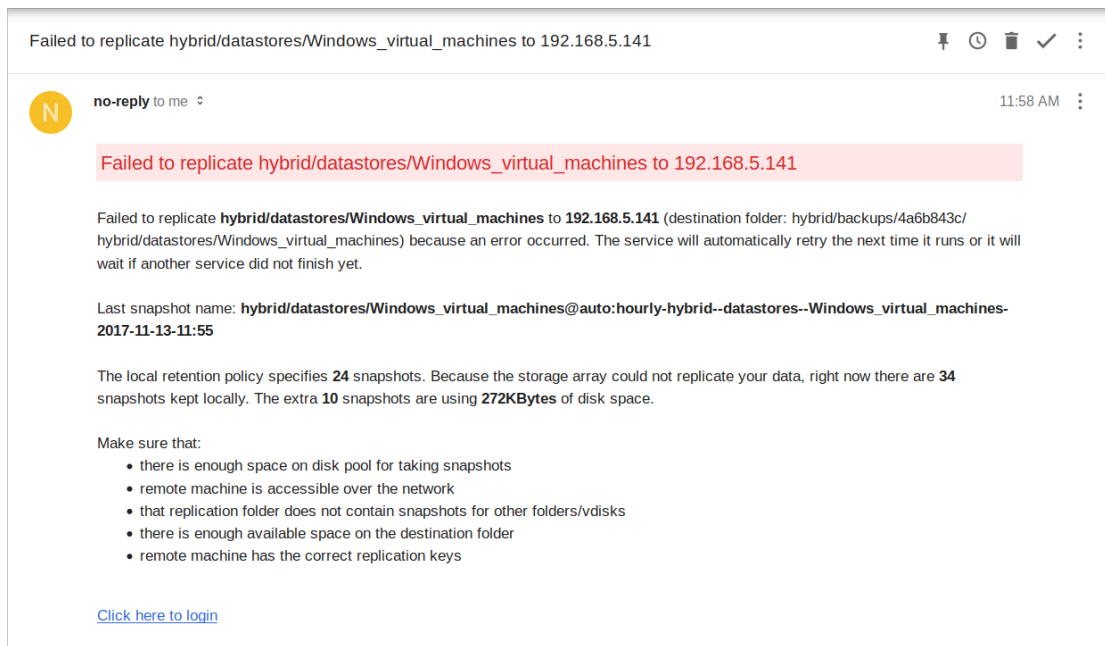 Failed to replicate hybrid/datastores/Windows_virtual_machines to 192.168.5.141
N
no-reply to me
11:58 AM
Failed to replicate hybrid/datastores/Windows_virtual_machines to 192.168.5.141
Failed to replicate hybrid/datastores/Windows_virtual_machines to 192.168.5.141 (destination folder: hybrid/backups/4a6b843c/
hybrid/datastores/Windows_virtual_machines) because an error occurred. The service will automatically retry the next time it runs or it will
wait if another service did not finish yet.
Last snapshot name: hybrid/datastores/Windows_virtual_machines@auto:hourly-hybrid--datastores--Windows_virtual_machines-
2017-11-13-11:55
The local retention policy specifies 24 snapshots. Because the storage array could not replicate your data, right now there are 34
snapshots kept locally. The extra 10 snapshots are using 272KBytes of disk space.
Make sure that:
• there is enough space on disk pool for taking snapshots
• remote machine is accessible over the network
• that replication folder does not contain snapshots for other folders/vdisks
• there is enough available space on the destination folder
• remote machine has the correct replication keys
Click here to login